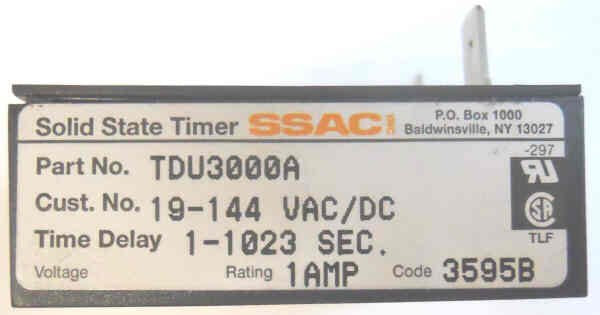 Solid State Timer SSAC INC.
P.O. Box 1000
Baldwinsville, NY 13027
-297
Part No. TDU3000A
Cust. No. 19-144 VAC/DC
Time Delay 1-1023 SEC.
TLF
Voltage Rating 1AMP Code 3595B